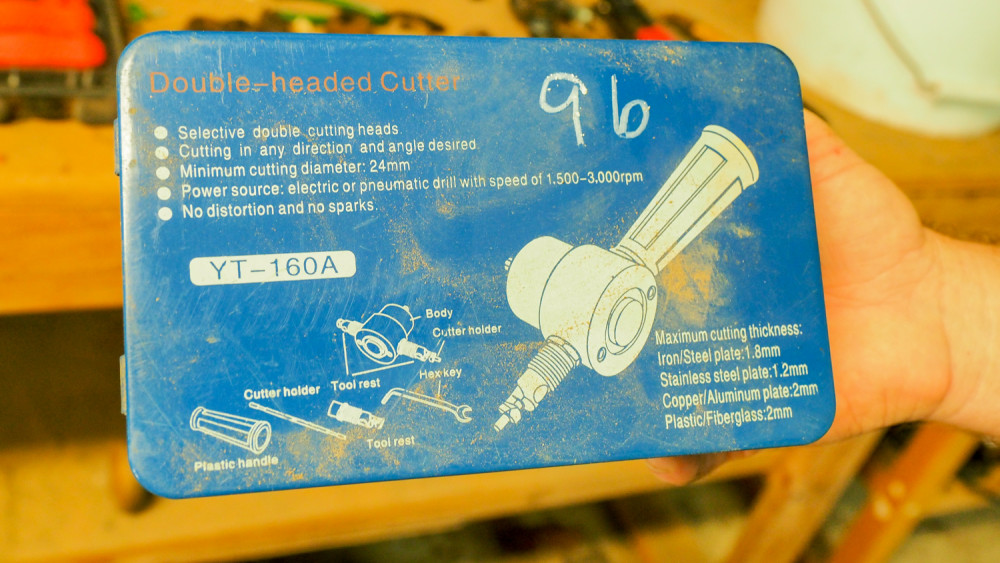 Double-headed Cutter
96
● Selective double cutting heads
● Cutting in any direction and angle desired
● Minimum cutting diameter: 24mm
● Power source: electric or pneumatic drill with speed of 1.500-3.000rpm
● No distortion and no sparks.
YT-160A
Body
Cutter holder
Hex key
Tool rest
Cutter holder
Tool rest
Plastic handle
Maximum cutting thickness:
Iron/Steel plate:1.8mm
Stainless steel plate:1.2mm
Copper/Aluminum plate:2mm
Plastic/Fiberglass:2mm